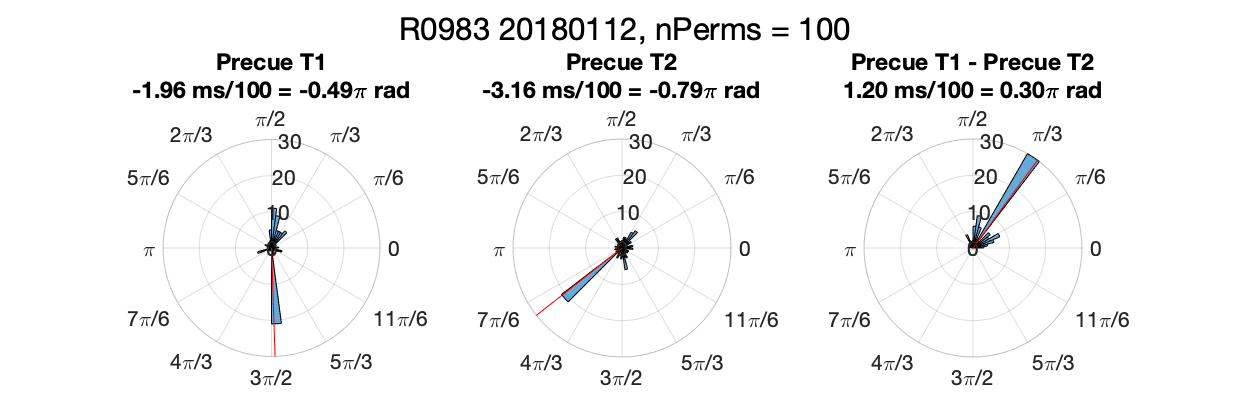 R0983 20180112, nPerms = 100
Precue T1
-1.96 ms/100 = -0.49π rad
π/2
2π/3
30
π/3
5π/6
20
π/6
10
π
0
0
7π/6
11π/6
4π/3
5π/3
3π/2
Precue T2
-3.16 ms/100 = -0.79π rad
π/2
2π/3
30
π/3
5π/6
20
π/6
10
π
0
7π/6
11π/6
4π/3
5π/3
3π/2
Precue T1 - Precue T2
1.20 ms/100 = 0.30π rad
π/2
2π/3
30
π/3
5π/6
20
π/6
10
π
0
0
7π/6
11π/6
4π/3
5π/3
3π/2